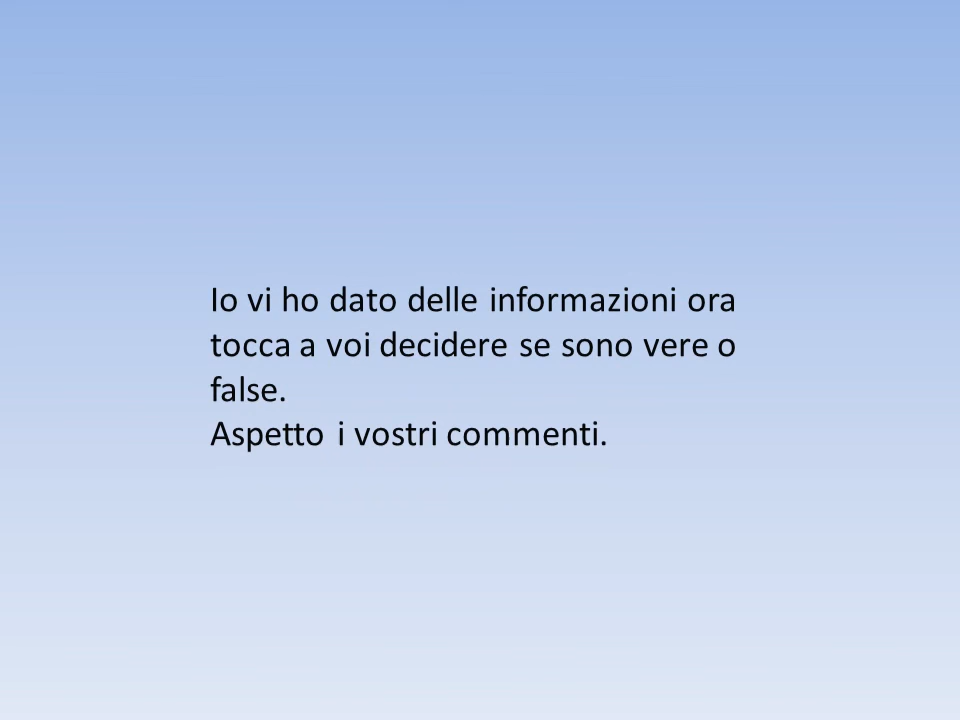 Io vi ho dato delle informazioni ora
tocca a voi decidere se sono vere o
false.
Aspetto i vostri commenti.